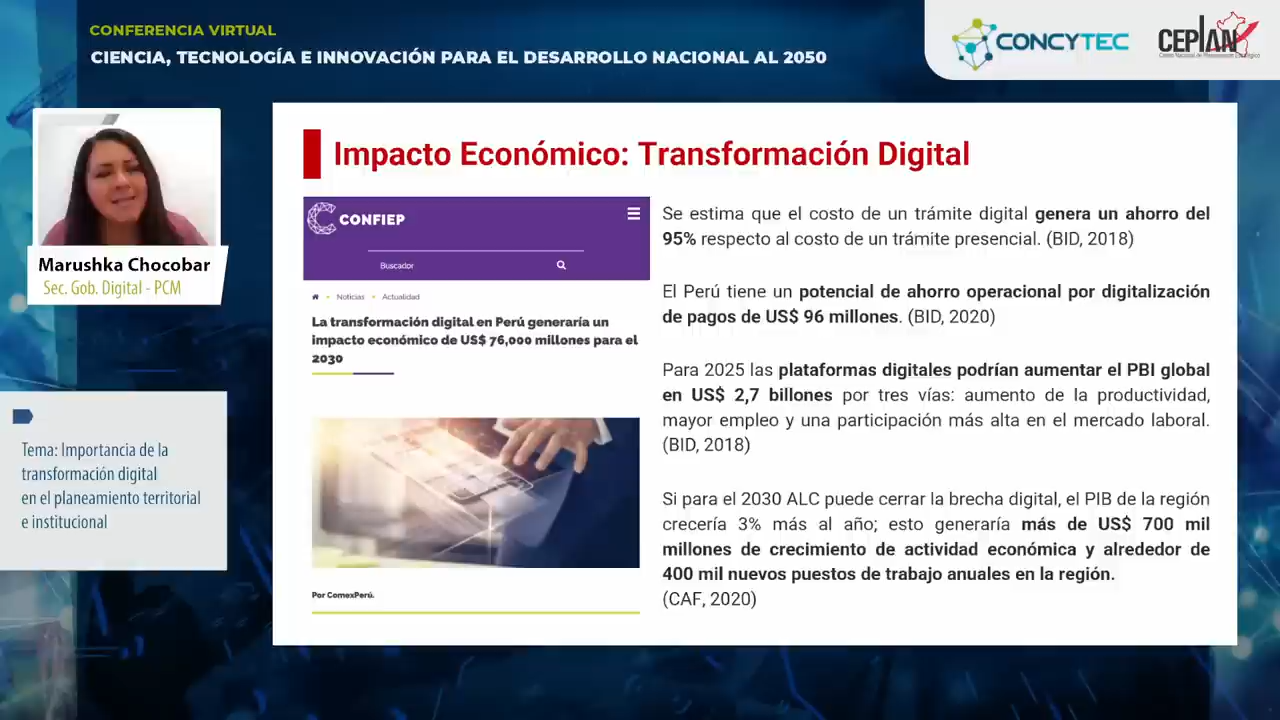 CONFERENCIA VIRTUAL
CIENCIA, TECNOLOGÍA E INNOVACIÓN PARA EL DESARROLLO NACIONAL AL 2050
CONCYTEC
CEPLAN
Centro Nacional de Planeamiento Estratégico
Marushka Chocobar
Sec. Gob. Digital - PCM
Tema: Importancia de la
transformación digital
en el planeamiento territorial
e institucional
Impacto Económico: Transformación Digital
CONFIEP
Buscador
Noticias • Actualidad
La transformación digital en Perú generaría un
impacto económico de US$ 76,000 millones para el
2030
Por ComexPerú.
Se estima que el costo de un trámite digital genera un ahorro del
95% respecto al costo de un trámite presencial. (BID, 2018)
El Perú tiene un potencial de ahorro operacional por digitalización
de pagos de US$ 96 millones. (BID, 2020)
Para 2025 las plataformas digitales podrían aumentar el PBI global
en US$ 2,7 billones por tres vías: aumento de la productividad,
mayor empleo y una participación más alta en el mercado laboral.
(BID, 2018)
Si para el 2030 ALC puede cerrar la brecha digital, el PIB de la región
crecería 3% más al año; esto generaría más de US$ 700 mil
millones de crecimiento de actividad económica y alrededor de
400 mil nuevos puestos de trabajo anuales en la región.
(CAF, 2020)